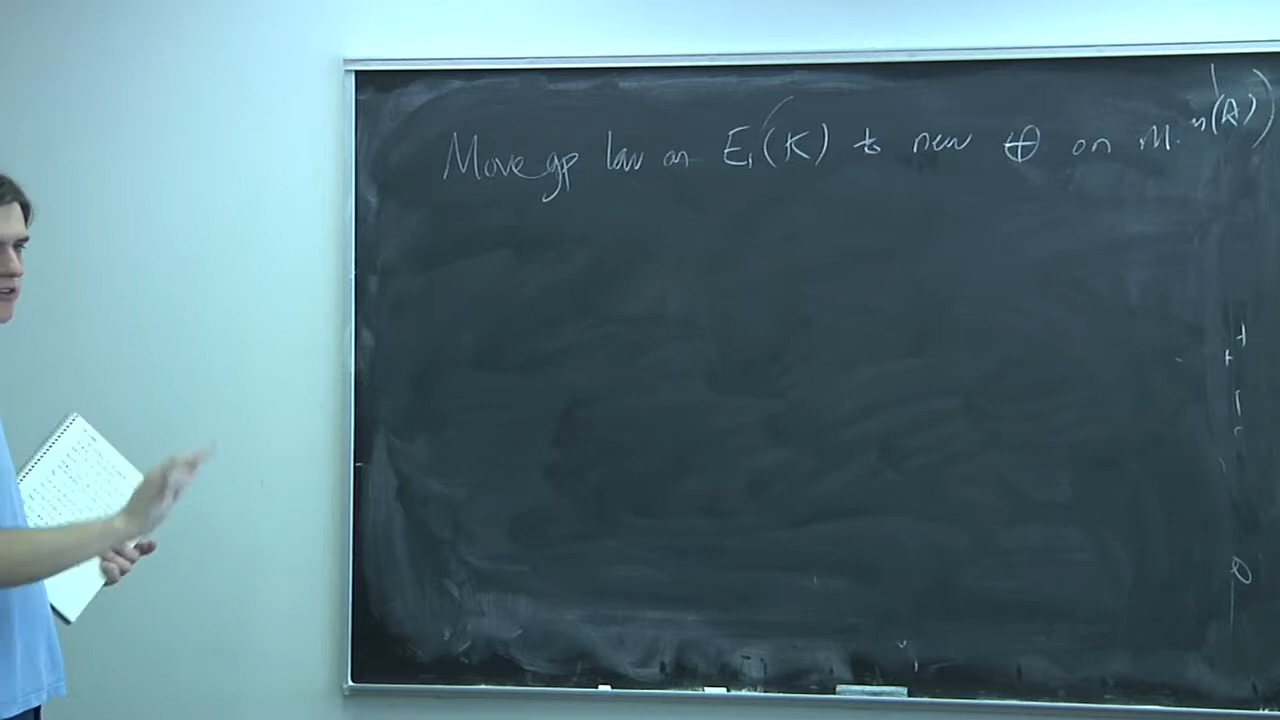 Move gp law on E₁(K) to new ⊕ on M.